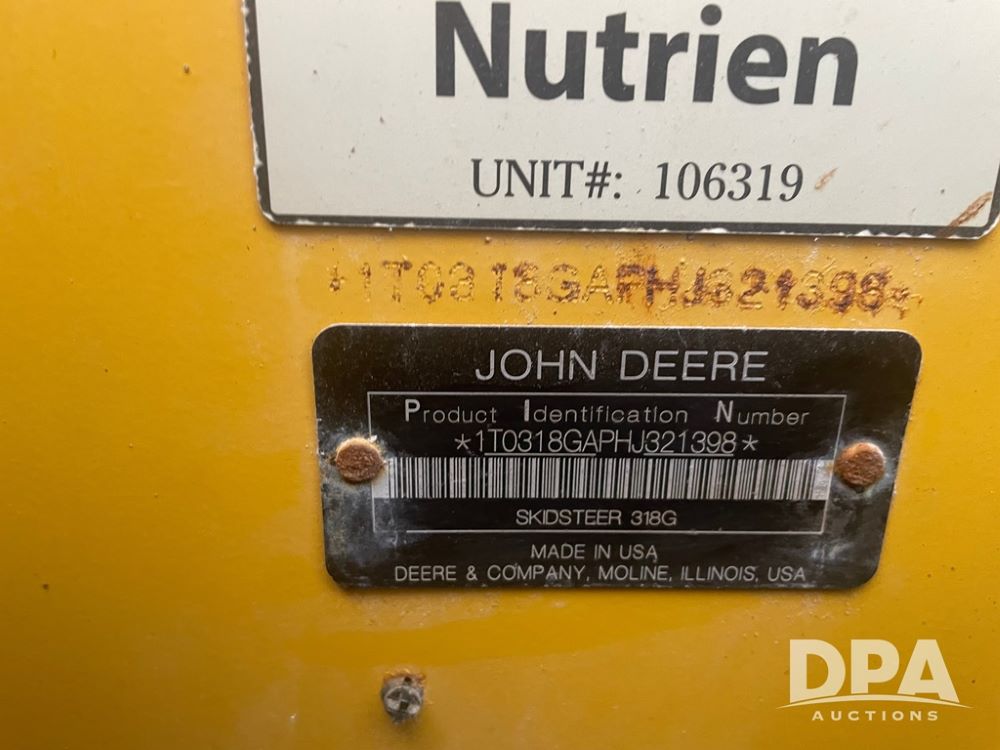 Nutrien
UNIT#: 106319
*1T0318GAPHJ321398*
JOHN DEERE
Product Identification Number
*1T0318GAPHJ321398*
SKIDSTEER 318G
MADE IN USA
DEERE & COMPANY, MOLINE, ILLINOIS, USA
DPA
AUCTIONS